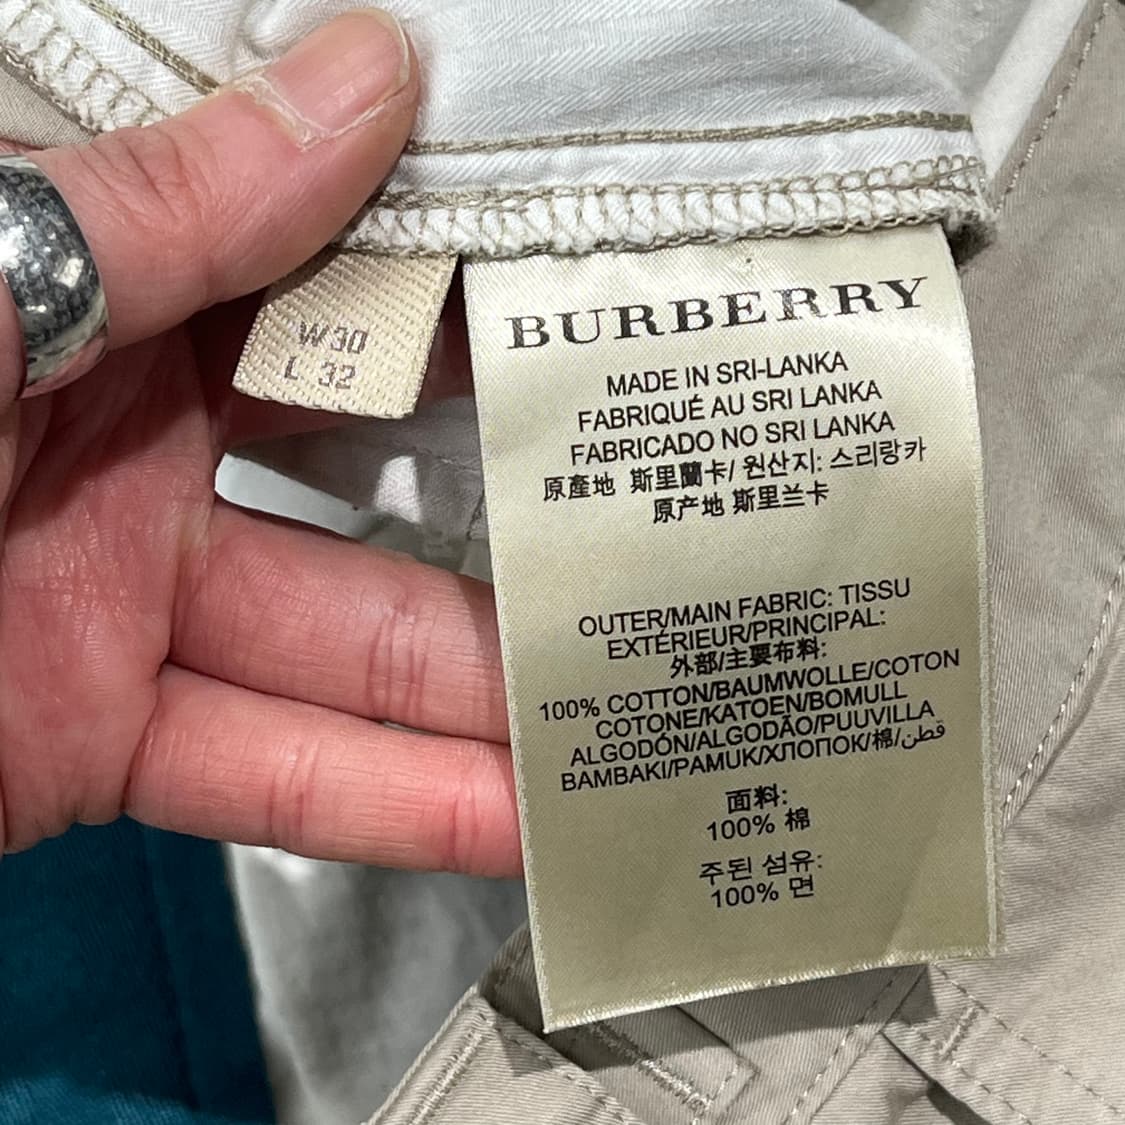 W30
L 32
BURBERRY
MADE IN SRI-LANKA
FABRIQUÉ AU SRI LANKA
FABRICADO NO SRI LANKA
原產地 斯里蘭卡/ 원산지: 스리랑카
原产地 斯里兰卡
OUTER/MAIN FABRIC: TISSU
EXTÉRIEUR/PRINCIPAL:
外部/主要布料:
100% COTTON/BAUMWOLLE/COTON
COTONE/KATOEN/BOMULL
ALGODÓN/ALGODÃO/PUUVILLA
BAMBAKI/PAMUK/ХЛОПОК/棉/قطن
面料:
100% 棉
주된 섬유:
100% 면